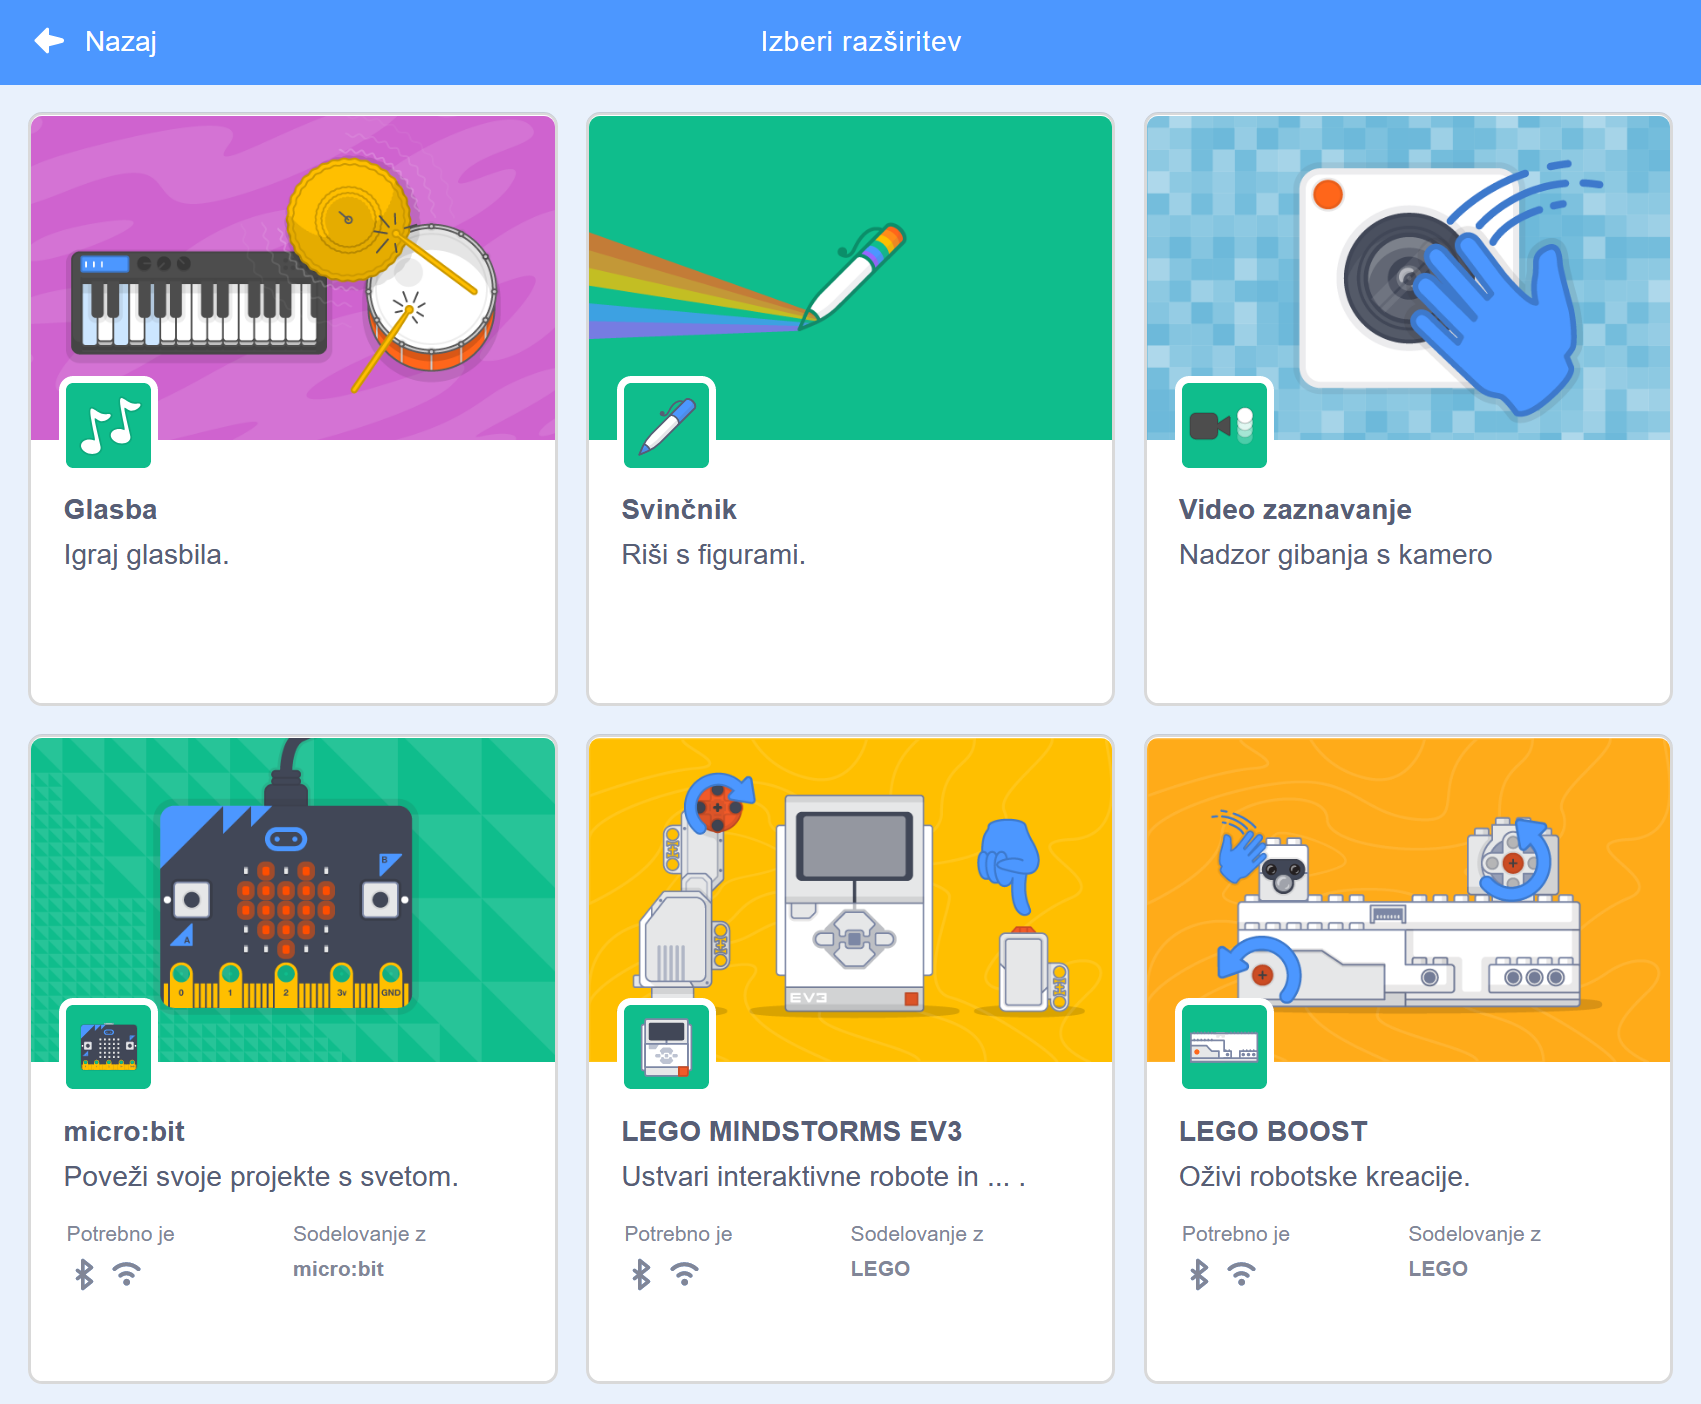 Nazaj
Izberi razširitev
Glasba
Igraj glasbila.
Svinčnik
Riši s figurami.
Video zaznavanje
Nadzor gibanja s kamero
B
A
0 1 2 3v GND
micro:bit
Poveži svoje projekte s svetom.
Potrebno je
Sodelovanje z
micro:bit
EV3
LEGO MINDSTORMS EV3
Ustvari interaktivne robote in ... .
Potrebno je
Sodelovanje z
LEGO
LEGO BOOST
Oživi robotske kreacije.
Potrebno je
Sodelovanje z
LEGO